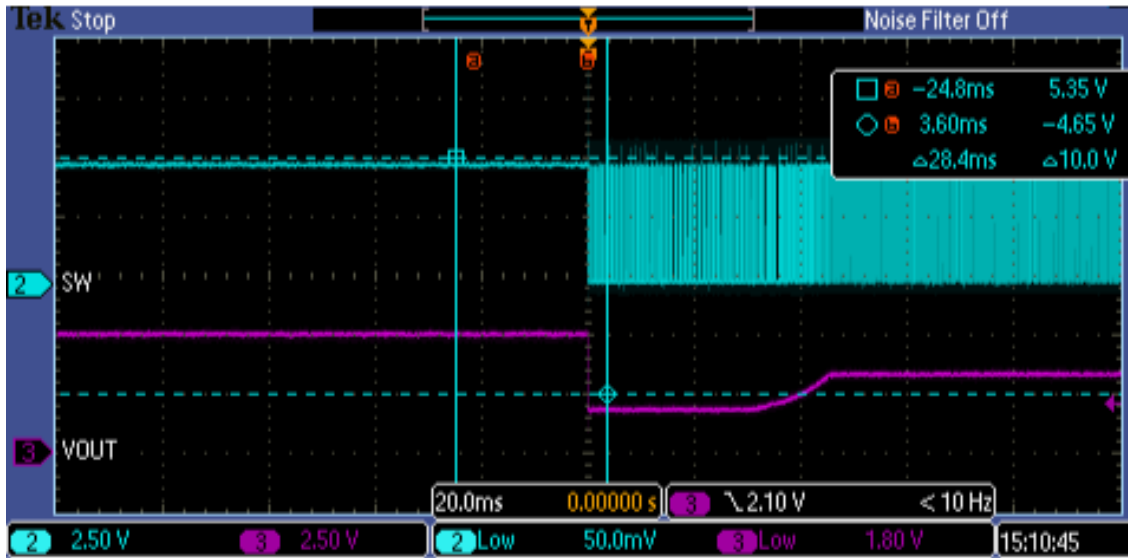 Tek Stop Noise Filter Off
T
a b
a −24.8ms 5.35 V
b 3.60ms −4.65 V
△28.4ms △10.0 V
2 SW
3 VOUT
20.0ms 0.00000 s 3 \ 2.10 V < 10 Hz
2 2.50 V 3 2.50 V 2 Low 50.0mV 3 Low 1.80 V 15:10:45